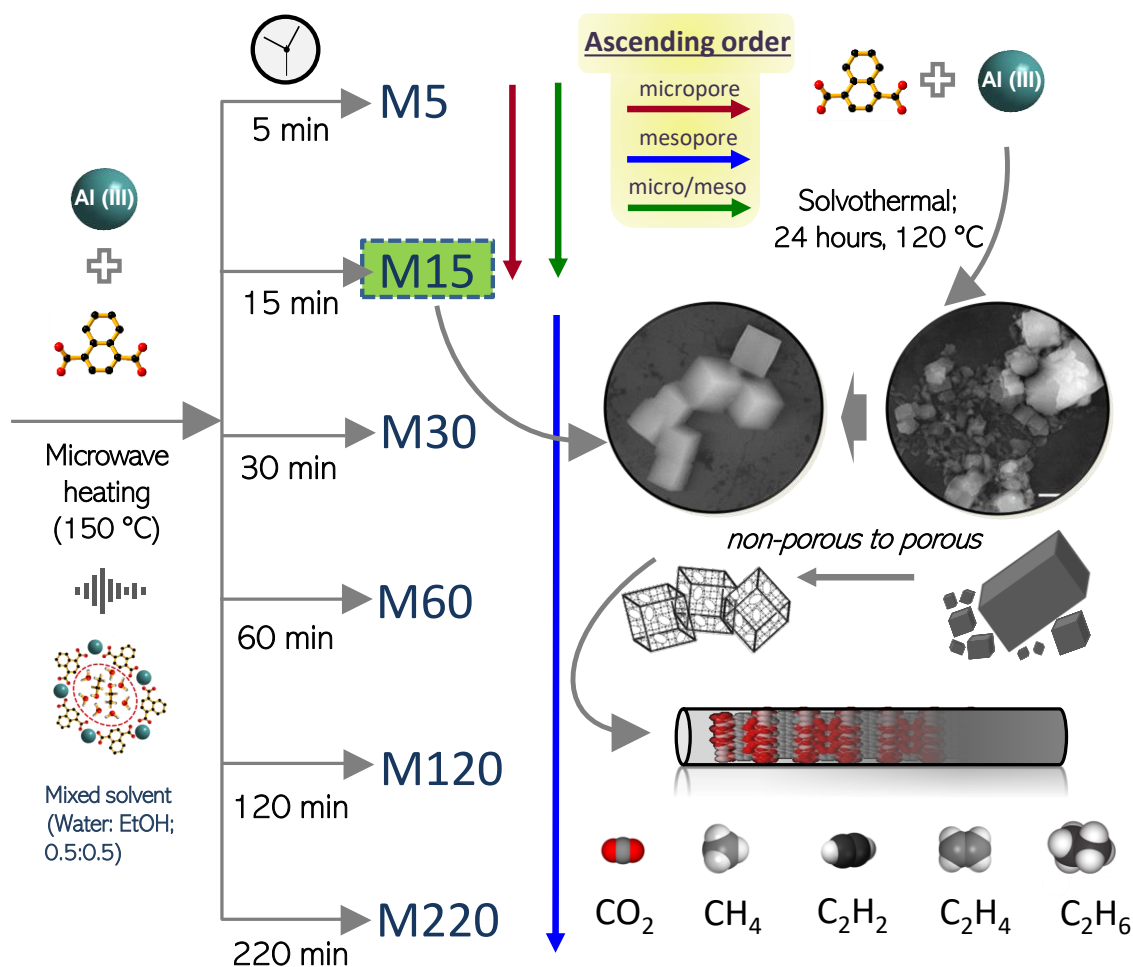 Al (III)
Microwave
heating
(150 °C)
Mixed solvent
(Water: EtOH;
0.5:0.5)
5 min
M5
15 min
M15
30 min
M30
60 min
M60
120 min
M120
220 min
M220
Ascending order
micropore
mesopore
micro/meso
Al (III)
Solvothermal;
24 hours, 120 °C
non-porous to porous
CO₂
CH₄
C₂H₂
C₂H₄
C₂H₆